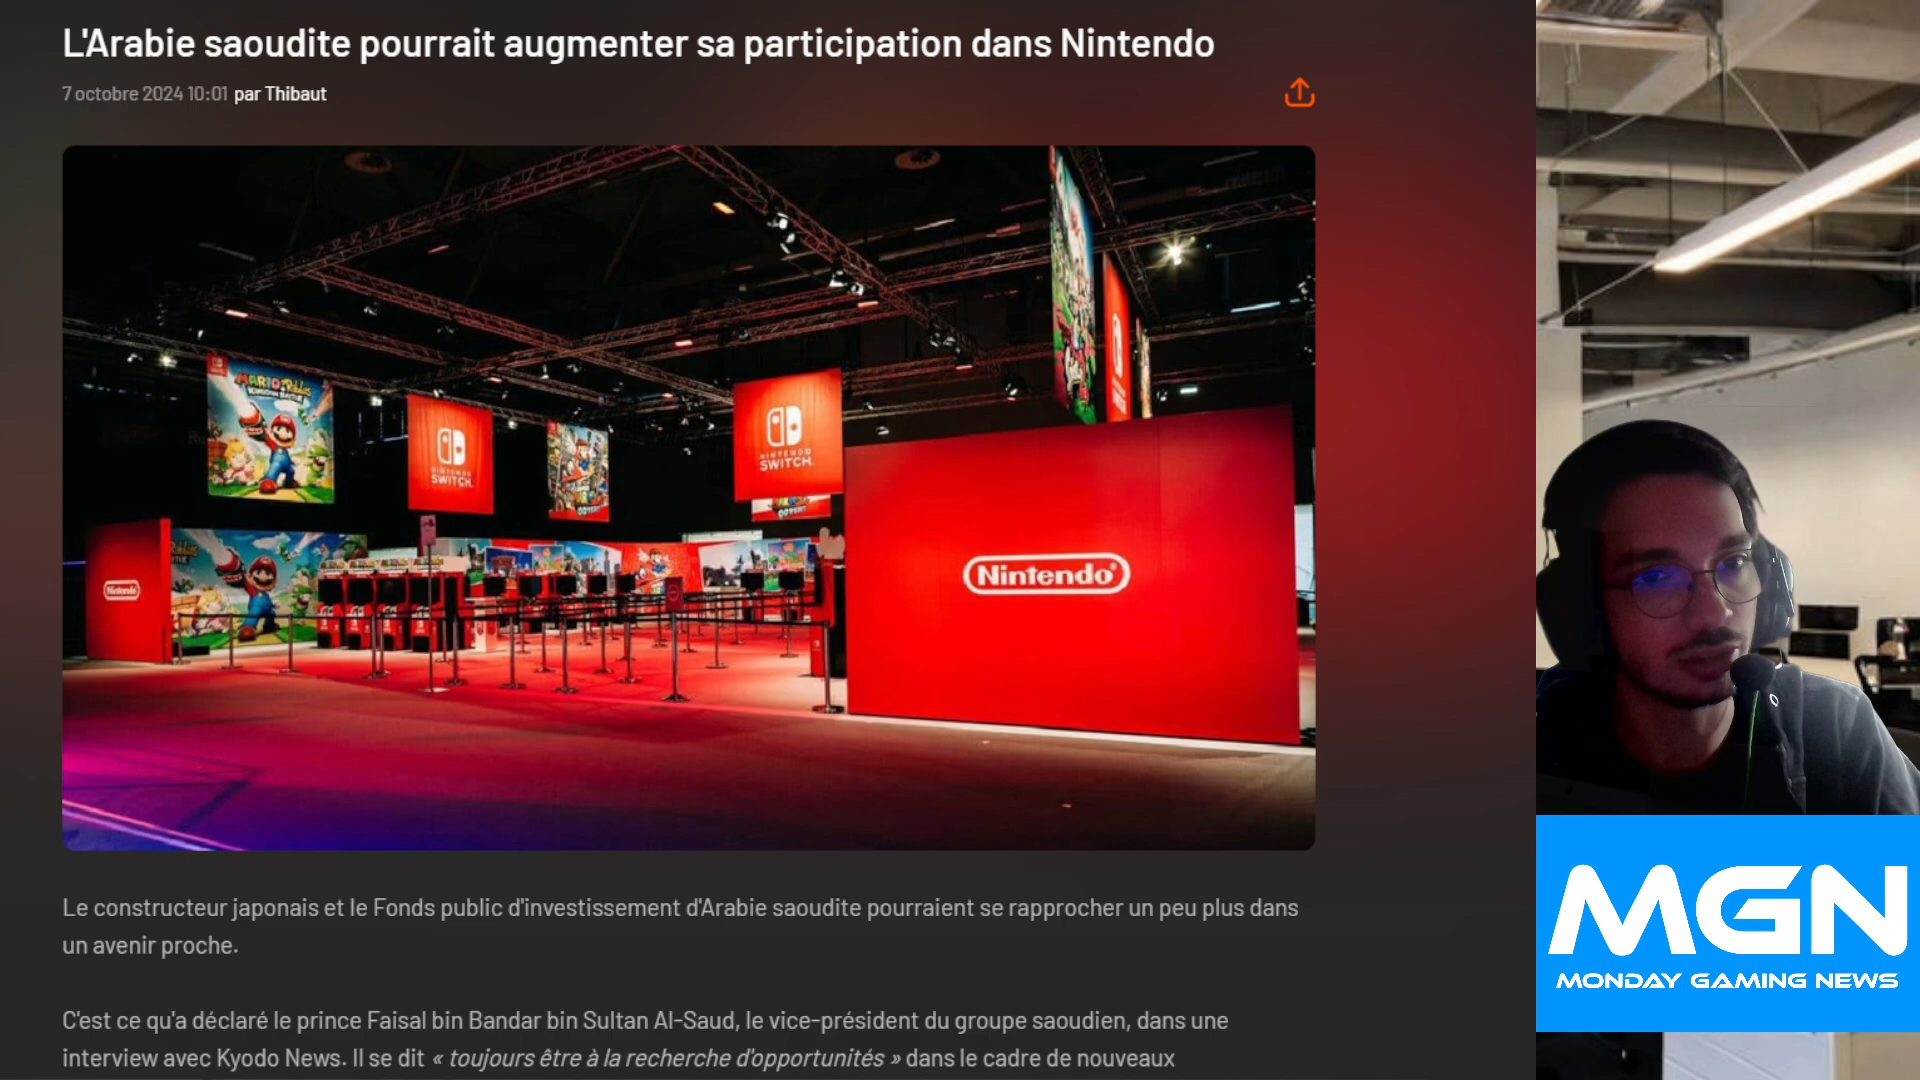 L'Arabie saoudite pourrait augmenter sa participation dans Nintendo
7 octobre 2024 10:01 par Thibaut
MARIO
KINGDOM BATTLE
NINTENDO
SWITCH
NINTENDO
SWITCH
ODYSSEY
Nintendo
Nintendo
Le constructeur japonais et le Fonds public d'investissement d'Arabie saoudite pourraient se rapprocher un peu plus dans
un avenir proche.
C'est ce qu'a déclaré le prince Faisal bin Bandar bin Sultan Al-Saud, le vice-président du groupe saoudien, dans une
interview avec Kyodo News. Il se dit « toujours être à la recherche d'opportunités » dans le cadre de nouveaux
MGN
MONDAY GAMING NEWS